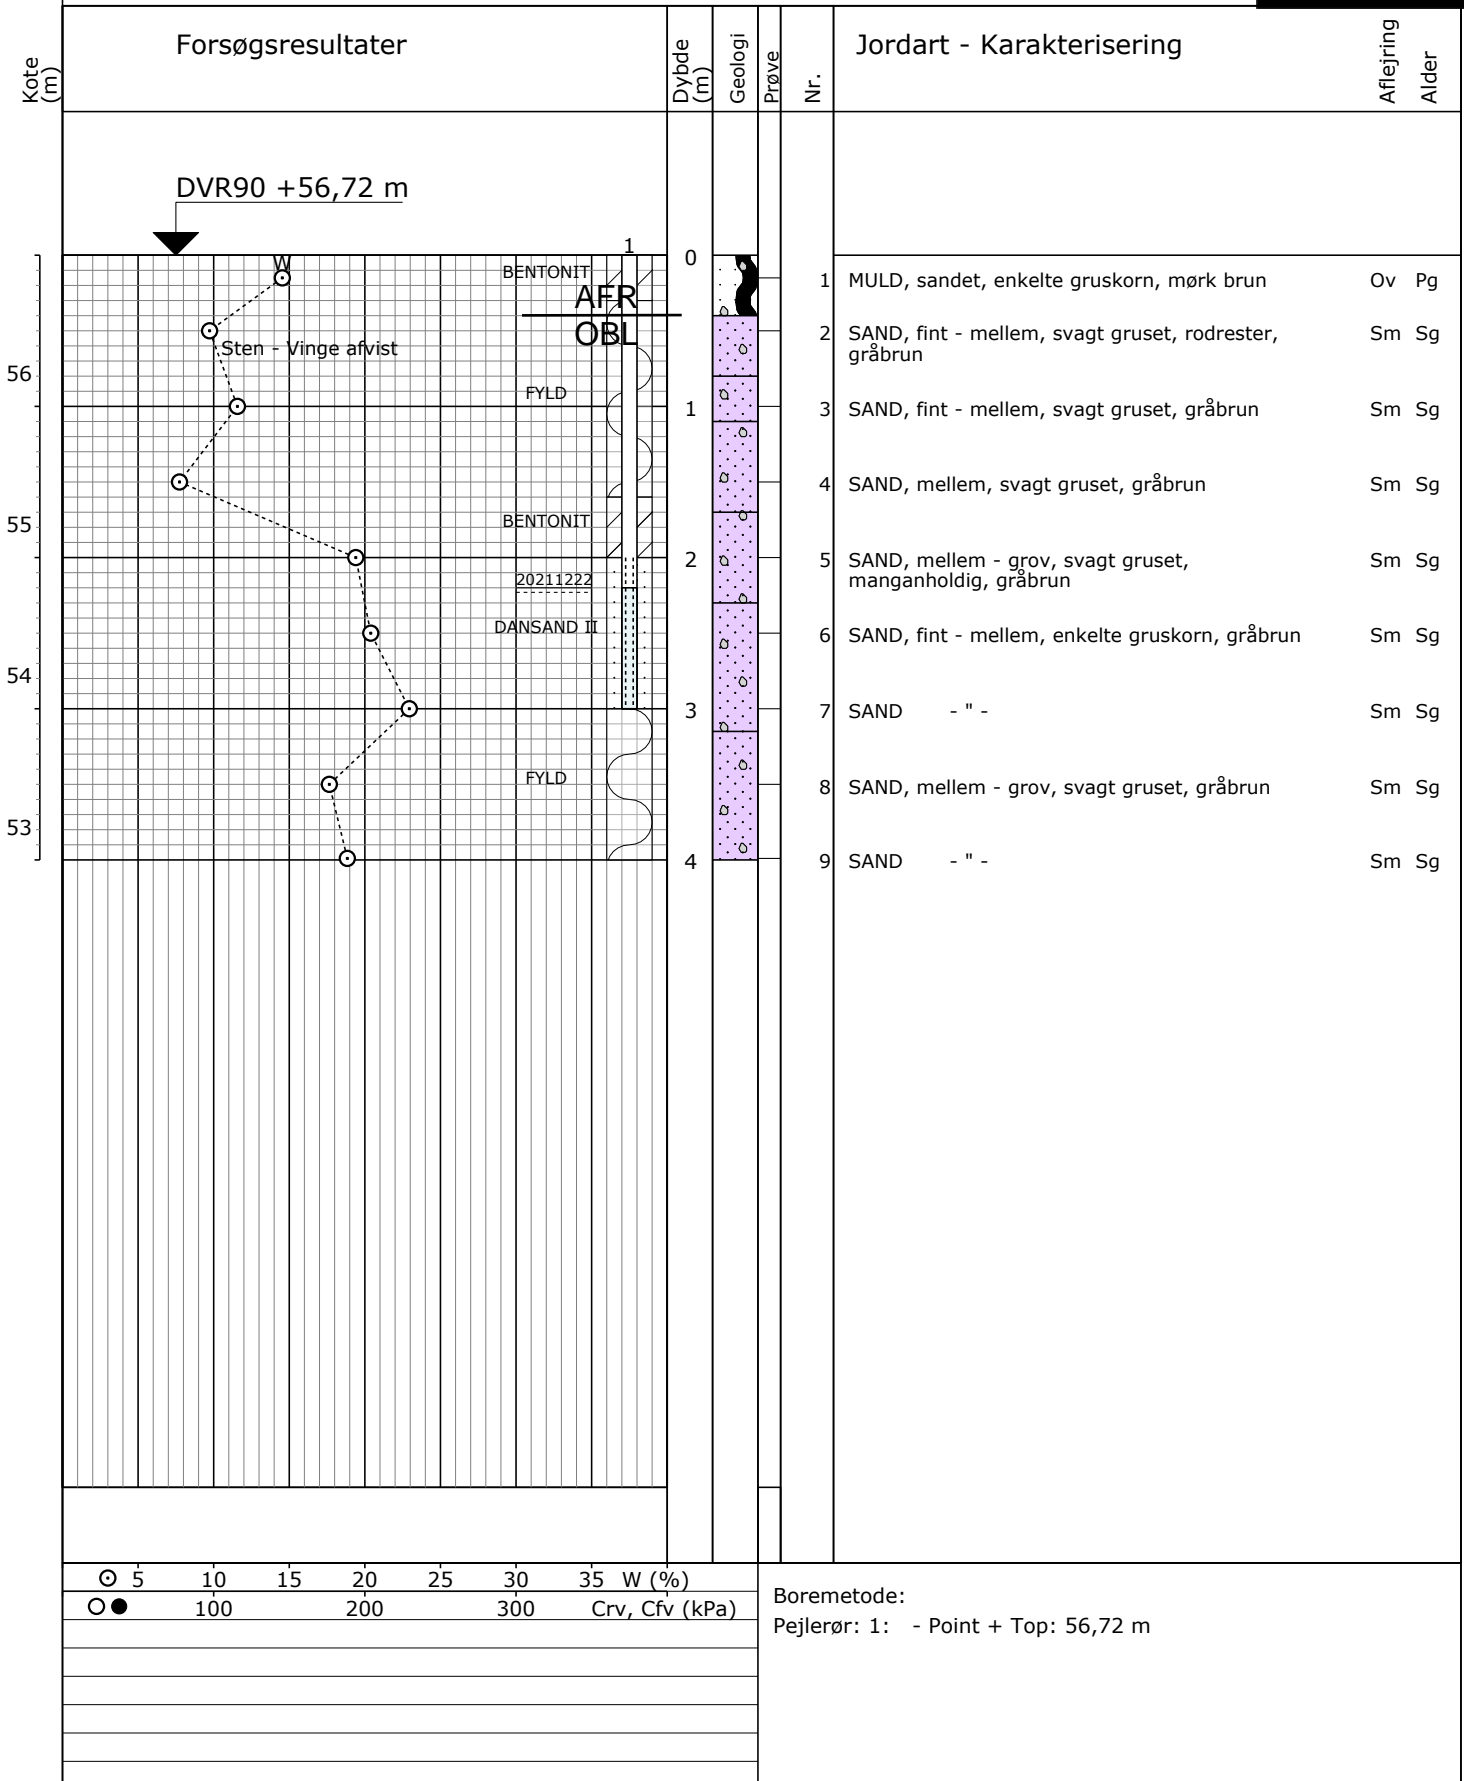 Kote
(m)
Forsøgsresultater
Dybde
(m)
Geologi
Prøve
Nr.
Jordart - Karakterisering
Aflejring
Alder
DVR90 +56,72 m
1
W
0
BENTONIT
AFR
OBL
Sten - Vinge afvist
56
FYLD
1
55
BENTONIT
2
20211222
DANSAND II
54
3
FYLD
53
4
1 MULD, sandet, enkelte gruskorn, mørk brun Ov Pg
2 SAND, fint - mellem, svagt gruset, rodrester, Sm Sg
gråbrun
3 SAND, fint - mellem, svagt gruset, gråbrun Sm Sg
4 SAND, mellem, svagt gruset, gråbrun Sm Sg
5 SAND, mellem - grov, svagt gruset, Sm Sg
manganholdig, gråbrun
6 SAND, fint - mellem, enkelte gruskorn, gråbrun Sm Sg
7 SAND - " - Sm Sg
8 SAND, mellem - grov, svagt gruset, gråbrun Sm Sg
9 SAND - " - Sm Sg
5 10 15 20 25 30 35 W (%)
100 200 300 Crv, Cfv (kPa)
Boremetode:
Pejlerør: 1: - Point + Top: 56,72 m